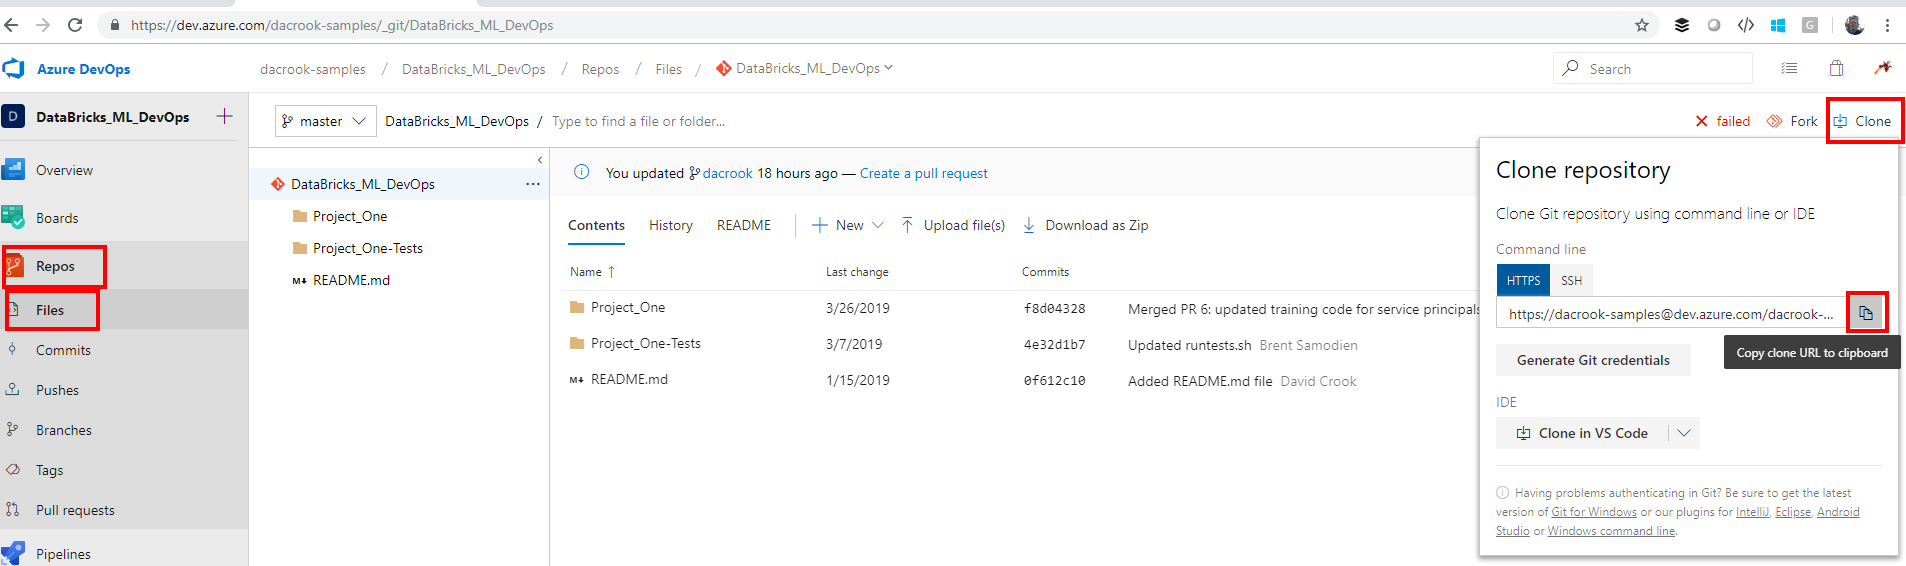 https://dev.azure.com/dacrook-samples/_git/DataBricks_ML_DevOps
G
Azure DevOps
dacrook-samples / DataBricks_ML_DevOps / Repos / Files / DataBricks_ML_DevOps
Search
D DataBricks_ML_DevOps
master DataBricks_ML_DevOps / Type to find a file or folder...
failed Fork Clone
Overview
Boards
Repos
Files
Commits
Pushes
Branches
Tags
Pull requests
Pipelines
DataBricks_ML_DevOps ...
Project_One
Project_One-Tests
M↓ README.md
You updated dacrook 18 hours ago — Create a pull request
Contents History README New Upload file(s) Download as Zip
Name ↑ Last change Commits
Project_One 3/26/2019 f8d04328 Merged PR 6: updated training code for service principals
Project_One-Tests 3/7/2019 4e32d1b7 Updated runtests.sh Brent Samodien
M↓ README.md 1/15/2019 0f612c10 Added README.md file David Crook
Clone repository
Clone Git repository using command line or IDE
Command line
HTTPS SSH
https://dacrook-samples@dev.azure.com/dacrook-...
Copy clone URL to clipboard
Generate Git credentials
IDE
Clone in VS Code
Having problems authenticating in Git? Be sure to get the latest
version of Git for Windows or our plugins for IntelliJ, Eclipse, Android
Studio or Windows command line.